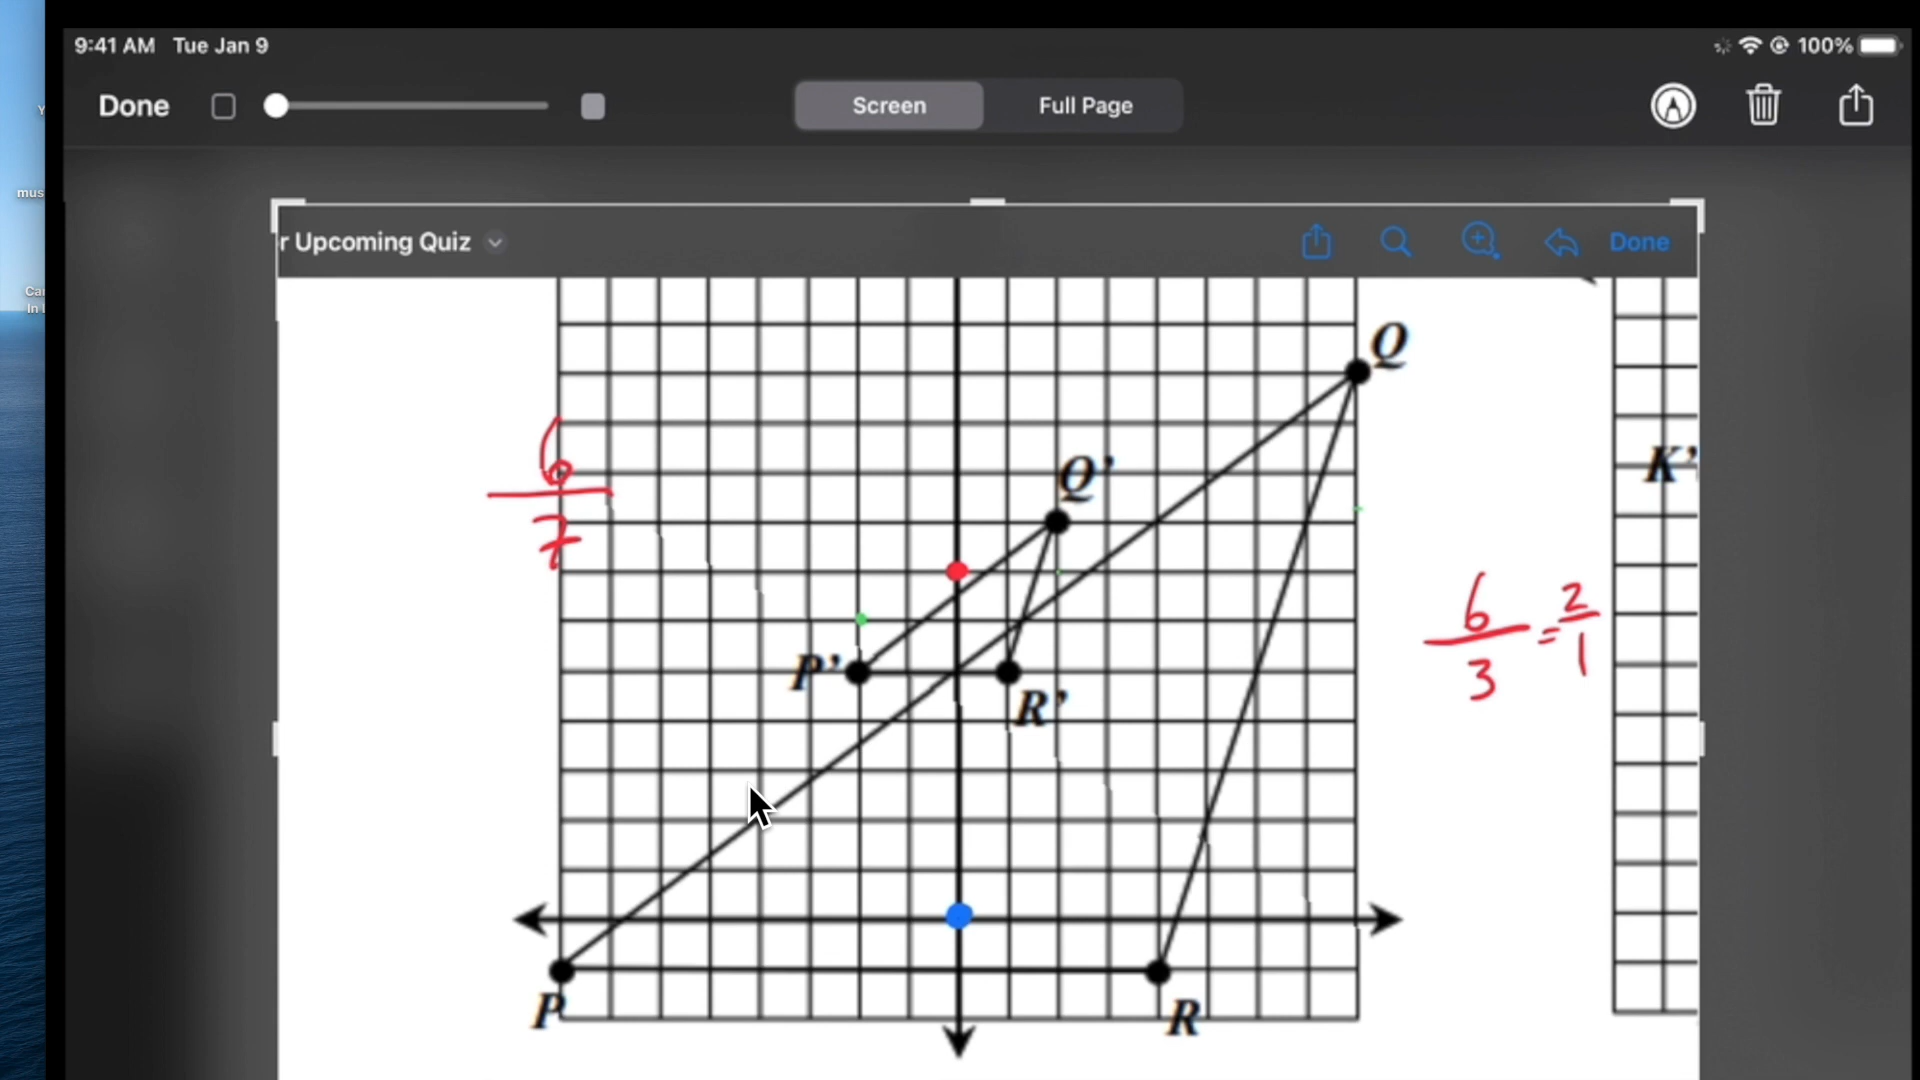 9:41 AM Tue Jan 9
100%
Done
Screen
Full Page
mus
r Upcoming Quiz
Done
Q
Q'
K'
6
7
6
3
=
2
1
P'
R'
P
R